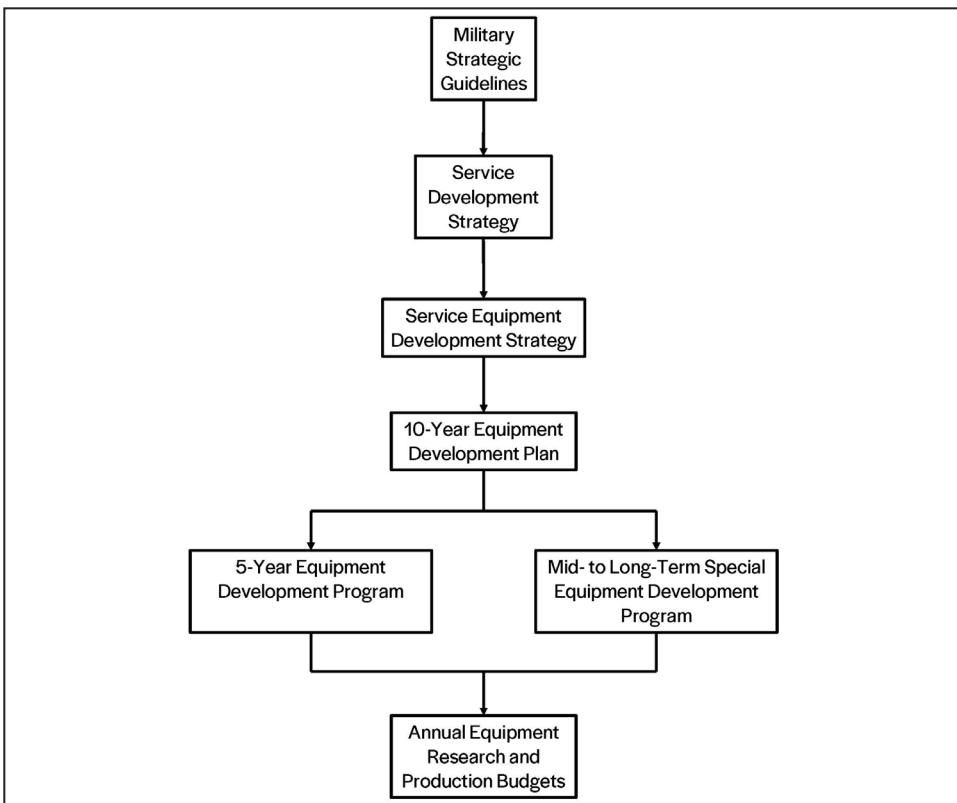 Military
Strategic
Guidelines
Service
Development
Strategy
Service Equipment
Development Strategy
10-Year Equipment
Development Plan
5-Year Equipment
Development Program
Mid- to Long-Term Special
Equipment Development
Program
Annual Equipment
Research and
Production Budgets